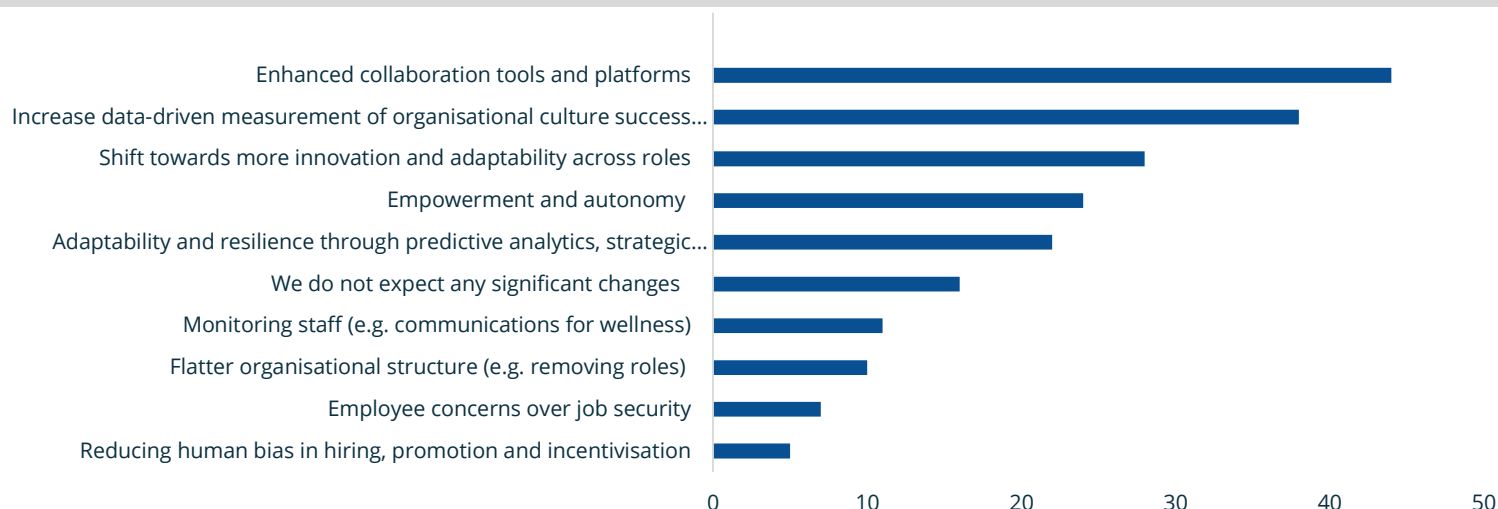 Enhanced collaboration tools and platforms
Increase data-driven measurement of organisational culture success...
Shift towards more innovation and adaptability across roles
Empowerment and autonomy
Adaptability and resilience through predictive analytics, strategic...
We do not expect any significant changes
Monitoring staff (e.g. communications for wellness)
Flatter organisational structure (e.g. removing roles)
Employee concerns over job security
Reducing human bias in hiring, promotion and incentivisation
0 10 20 30 40 50